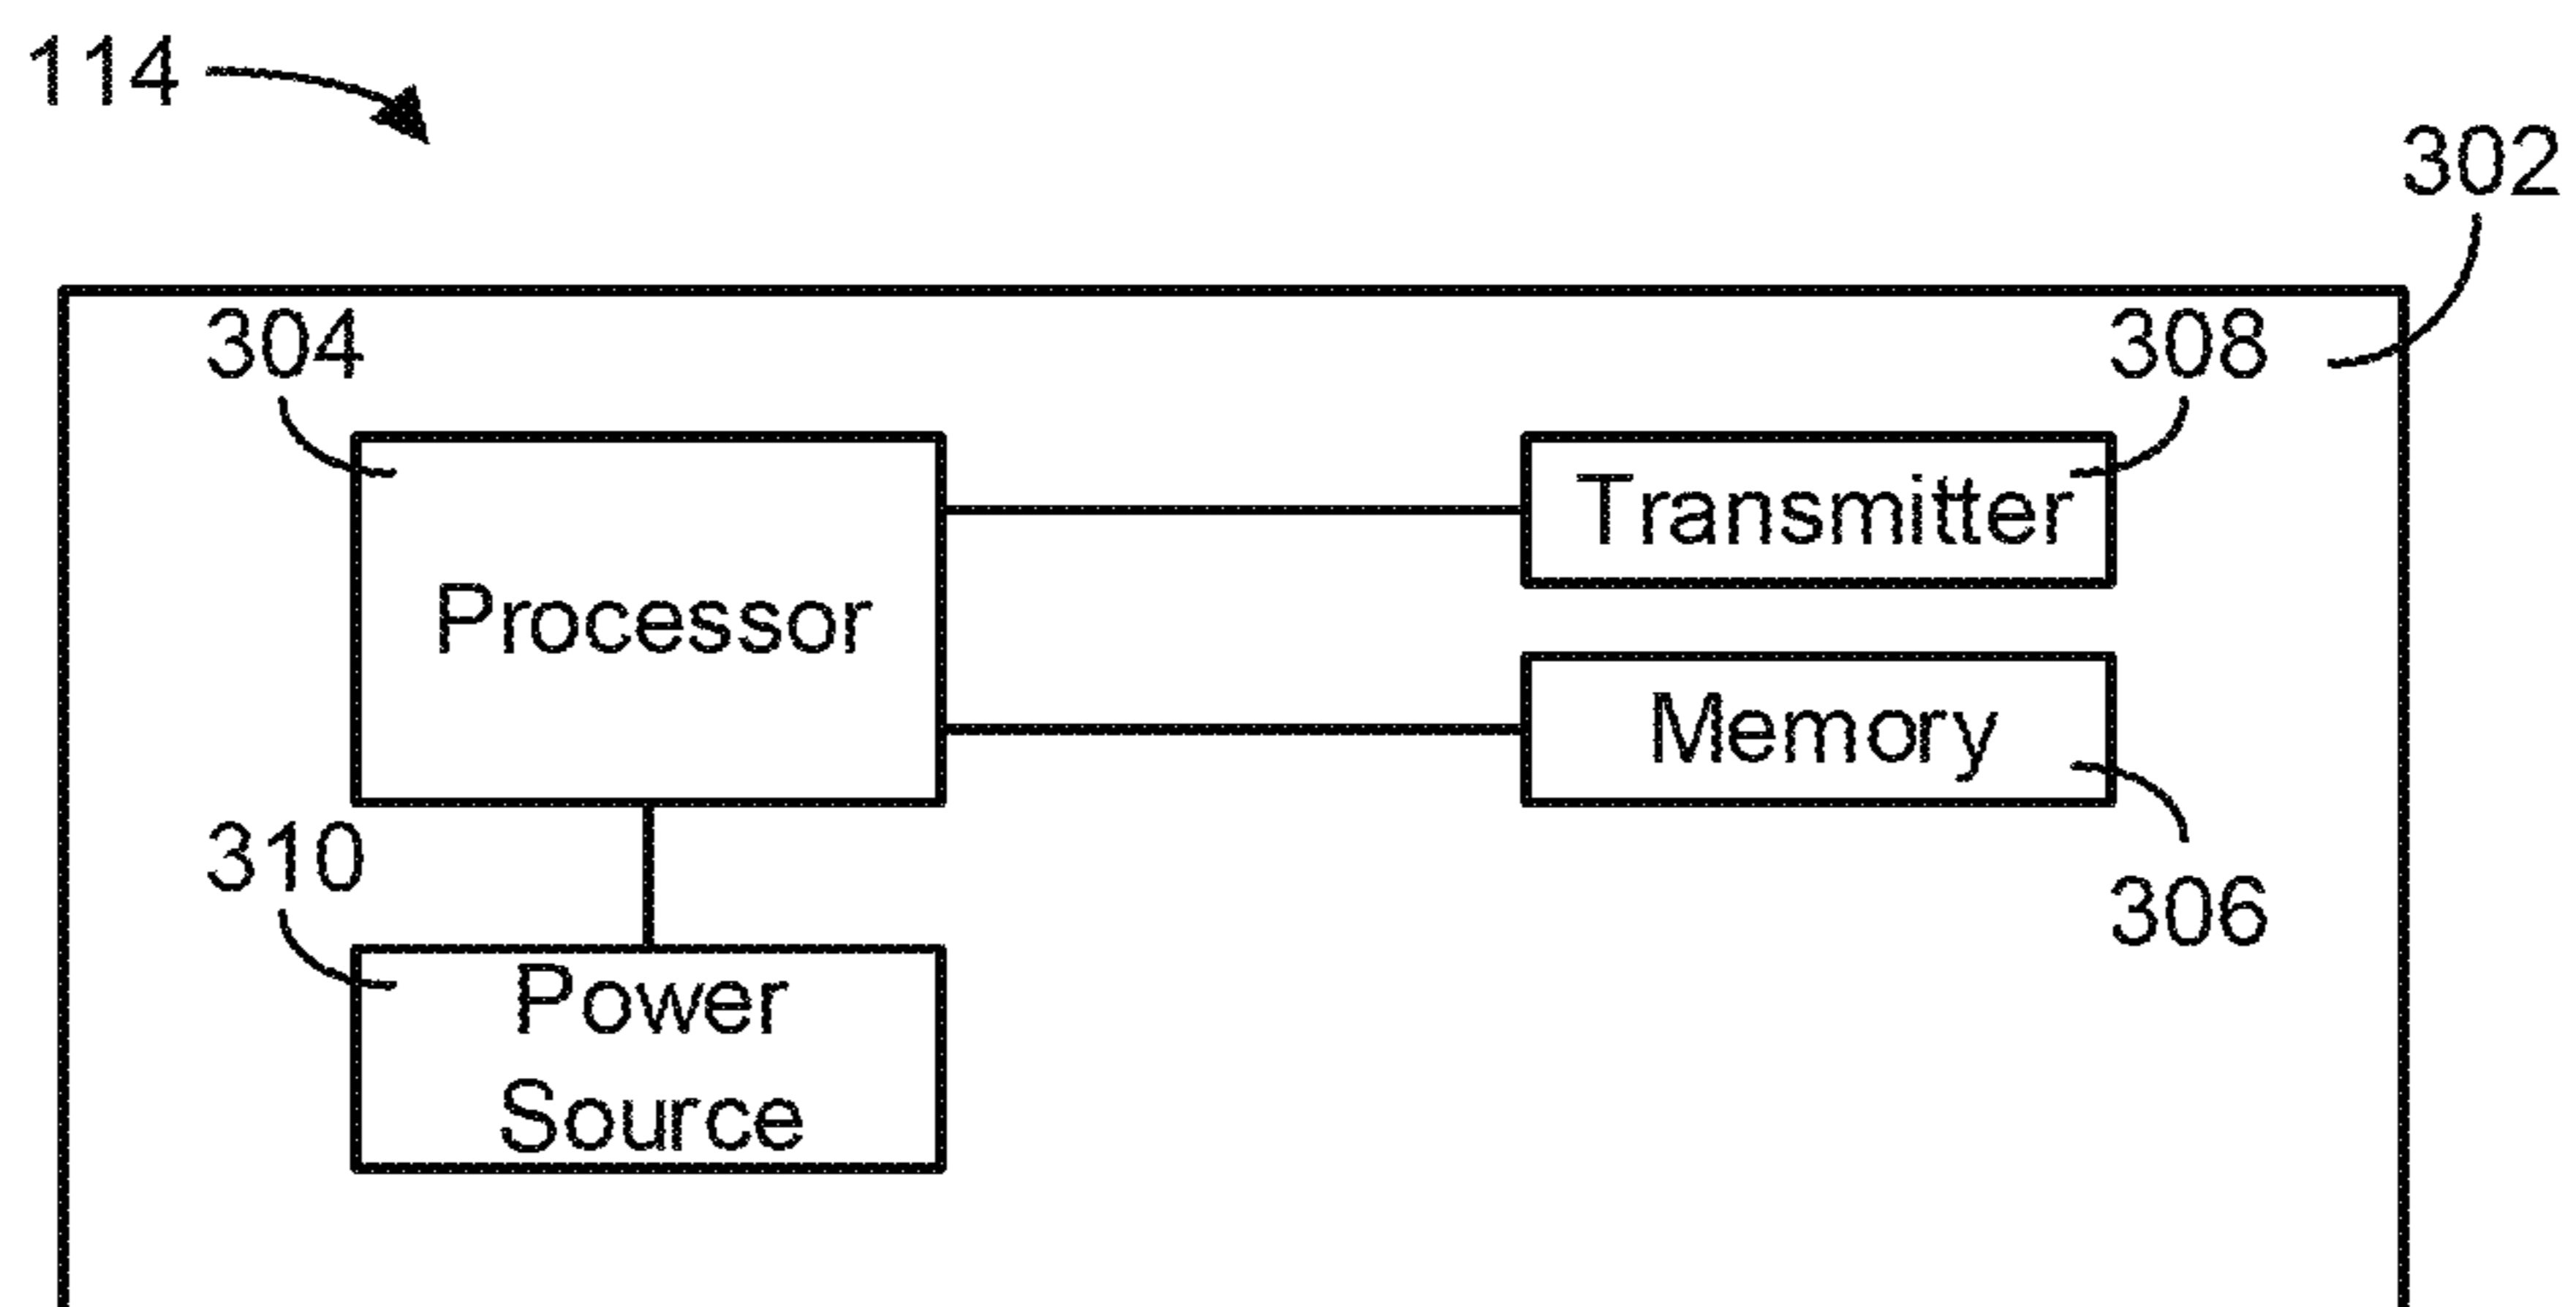 114
302
304
308
Transmitter
Processor
Memory
310
306
Power
Source